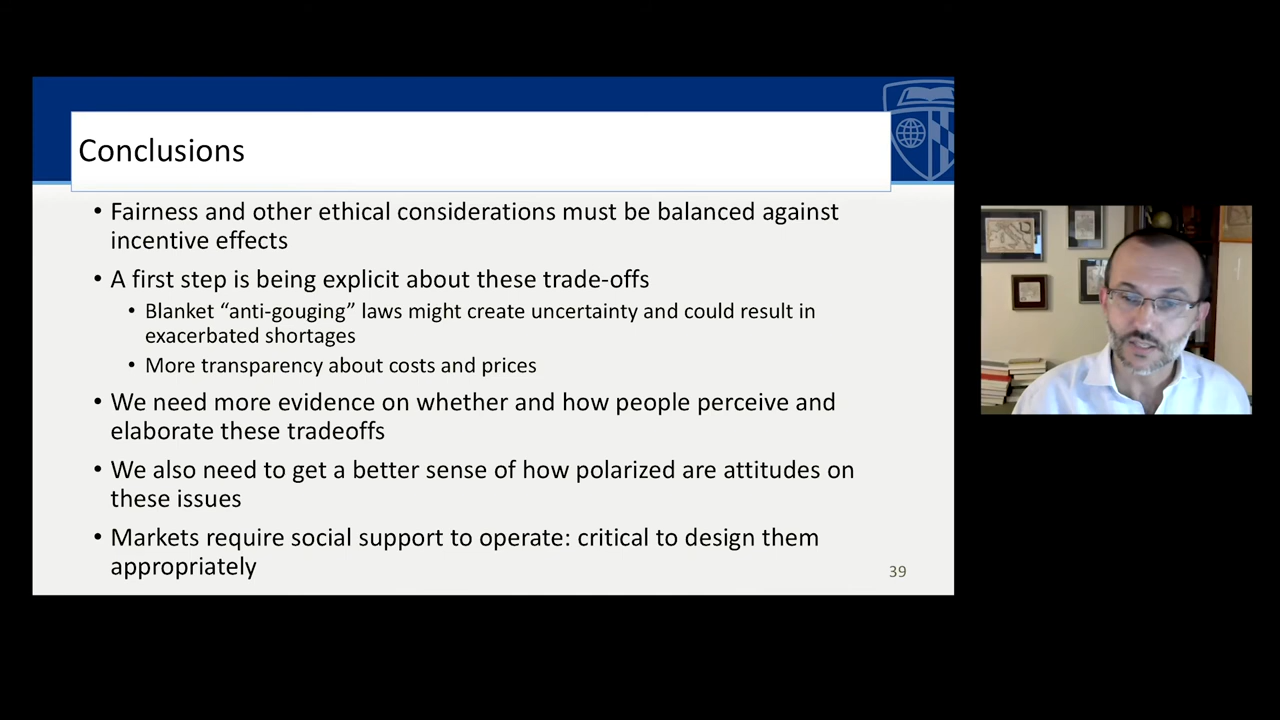 Conclusions
• Fairness and other ethical considerations must be balanced against
incentive effects
• A first step is being explicit about these trade-offs
• Blanket “anti-gouging” laws might create uncertainty and could result in
exacerbated shortages
• More transparency about costs and prices
• We need more evidence on whether and how people perceive and
elaborate these tradeoffs
• We also need to get a better sense of how polarized are attitudes on
these issues
• Markets require social support to operate: critical to design them
appropriately
39